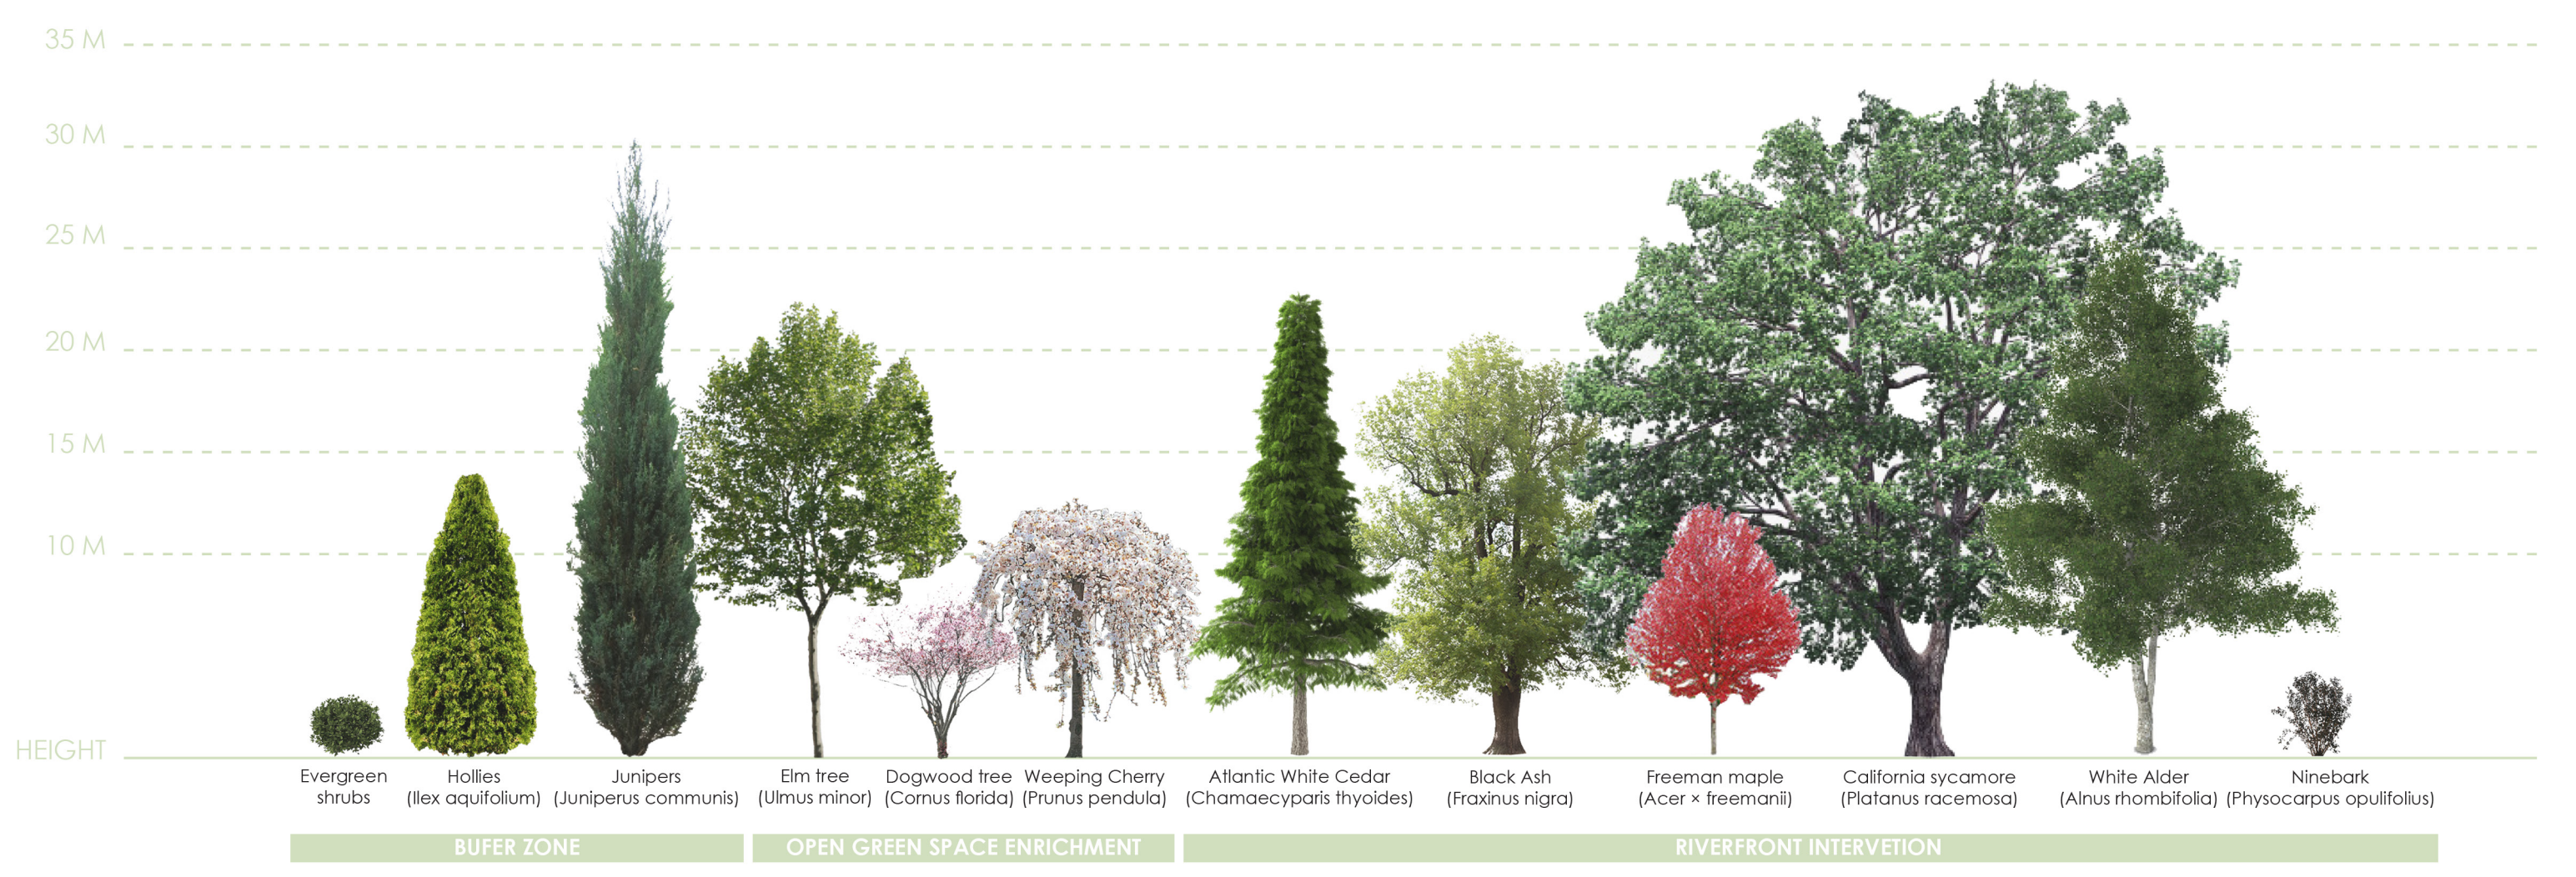 35 M
30 M
25 M
20 M
15 M
10 M
HEIGHT
Evergreen
shrubs
Hollies
(Ilex aquifolium)
Junipers
(Juniperus communis)
Elm tree
(Ulmus minor)
Dogwood tree
(Cornus florida)
Weeping Cherry
(Prunus pendula)
Atlantic White Cedar
(Chamaecyparis thyoides)
Black Ash
(Fraxinus nigra)
Freeman maple
(Acer × freemanii)
California sycamore
(Platanus racemosa)
White Alder
(Alnus rhombifolia)
Ninebark
(Physocarpus opulifolius)
BUFER ZONE
OPEN GREEN SPACE ENRICHMENT
RIVERFRONT INTERVETION